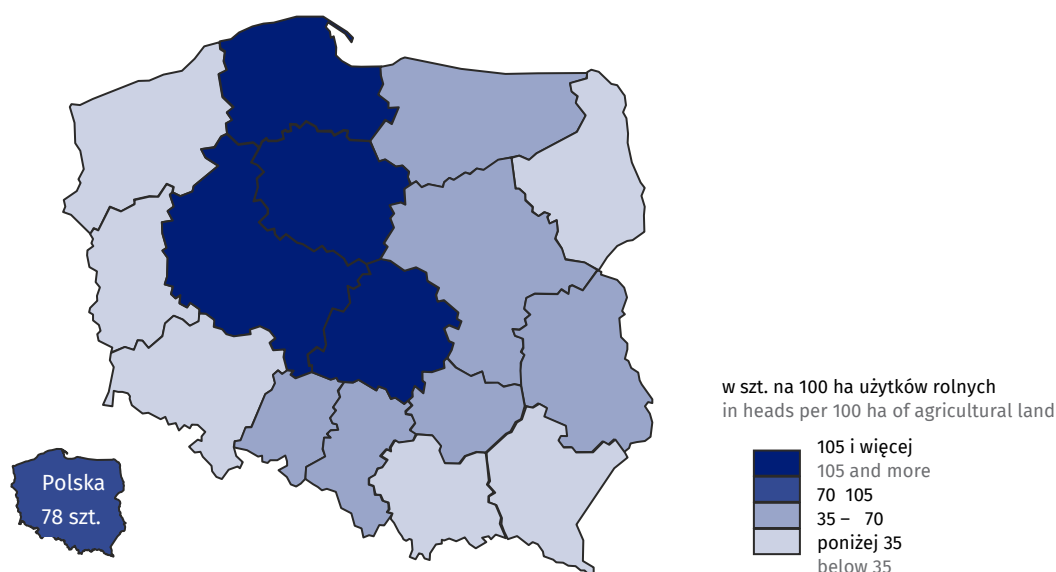 Polska
78 szt.
w szt. na 100 ha użytków rolnych
in heads per 100 ha of agricultural land
105 i więcej
105 and more
70 105
35 – 70
poniżej 35
below 35